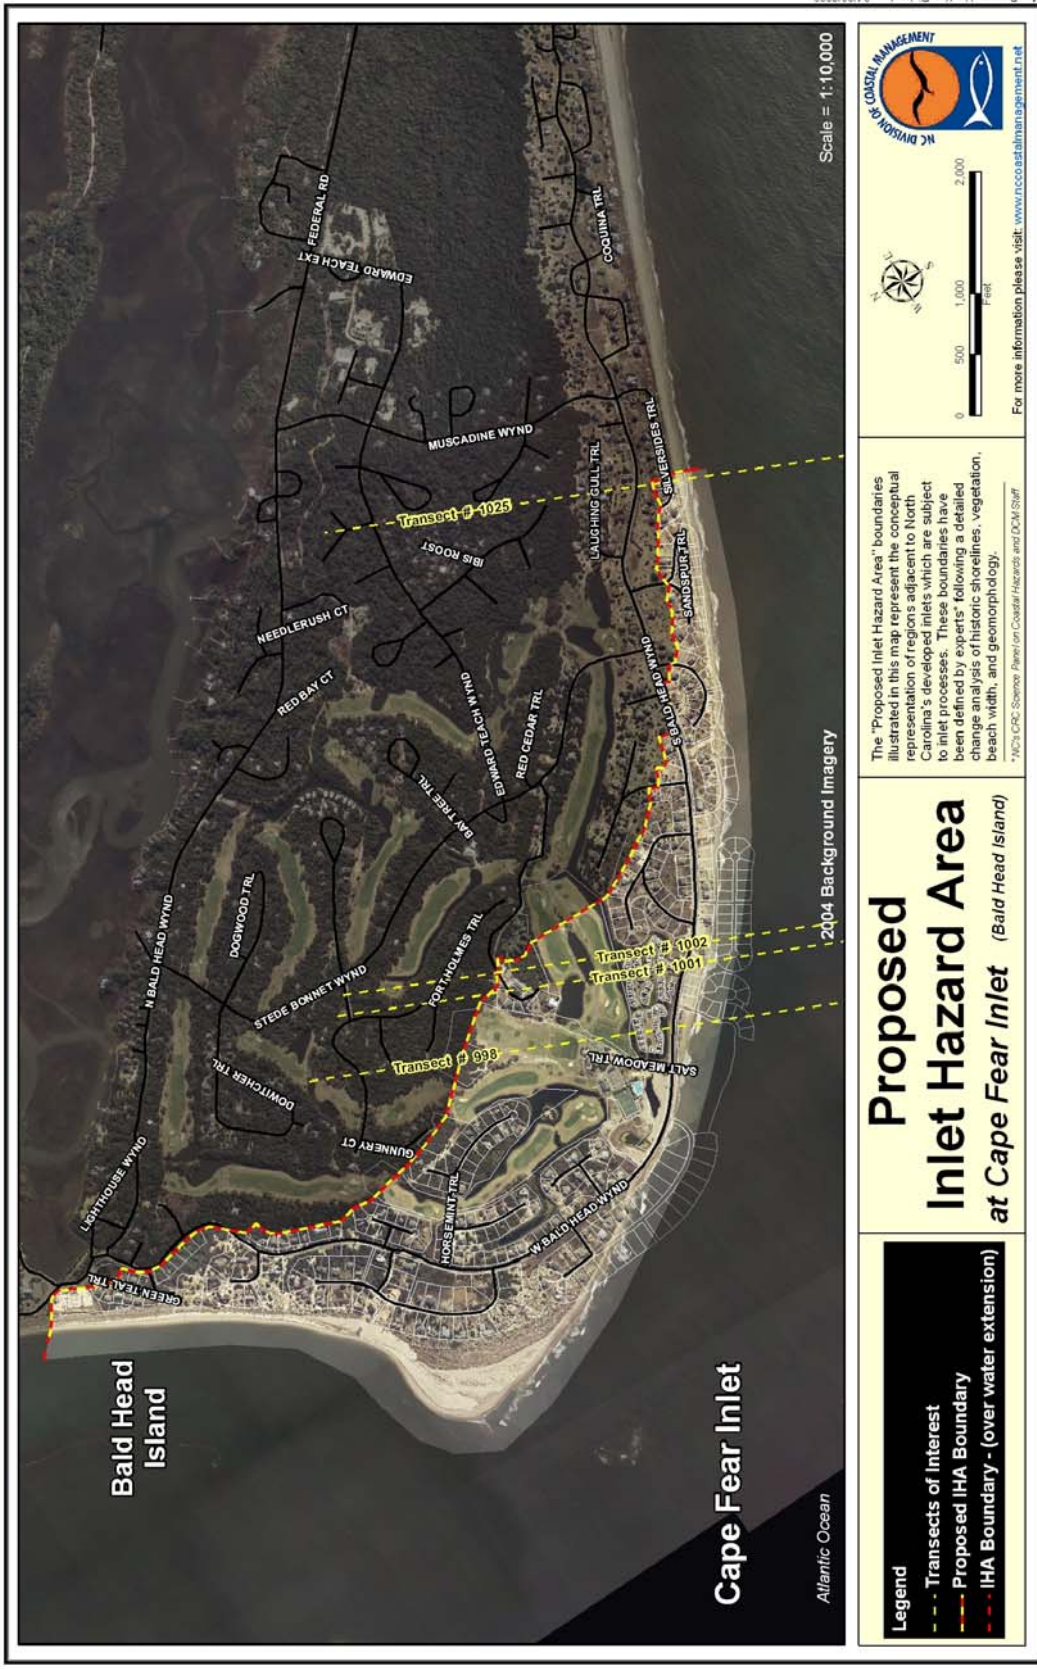 Bald Head
Island
Cape Fear Inlet
Atlantic Ocean
2004 Background Imagery
Scale = 1:10,000
LIGHTHOUSE WYND
GREEN TEAL TRL
N BALD HEAD WYND
DOGWOOD TRL
DOWITCHER TRL
STEDE BONNET WYND
GUNNERY CT
HORSEMINT TRL
W BALD HEAD WYND
SALT MEADOW TRL
FORT HOLMES TRL
BAY TREE TRL
EDWARD TEACH WYND
RED CEDAR TRL
RED BAY CT
NEEDLERUSH CT
IBIS ROOST
MUSCADINE WYND
LAUGHING GULL TRL
S BALD HEAD WYND
SANDSPUR TRL
SILVERSIDES TRL
COQUINA TRL
FEDERAL RD
EDWARD TEACH EXT
Transect # 998
Transect # 1001
Transect # 1002
Transect # 1025
Legend
Transects of Interest
Proposed IHA Boundary
IHA Boundary - (over water extension)
Proposed
Inlet Hazard Area
at Cape Fear Inlet (Bald Head Island)
The "Proposed Inlet Hazard Area" boundaries
illustrated in this map represent the conceptual
representation of regions adjacent to North
Carolina's developed inlets which are subject
to inlet processes. These boundaries have
been defined by experts* following a detailed
change analysis of historic shorelines, vegetation,
beach width, and geomorphology.
*NC's CRC Science Panel on Coastal Hazards and DCM Staff
N
E
S
W
0 500 1,000 2,000
Feet
NC DIVISION OF COASTAL MANAGEMENT
For more information please visit: www.nccoastalmanagement.net